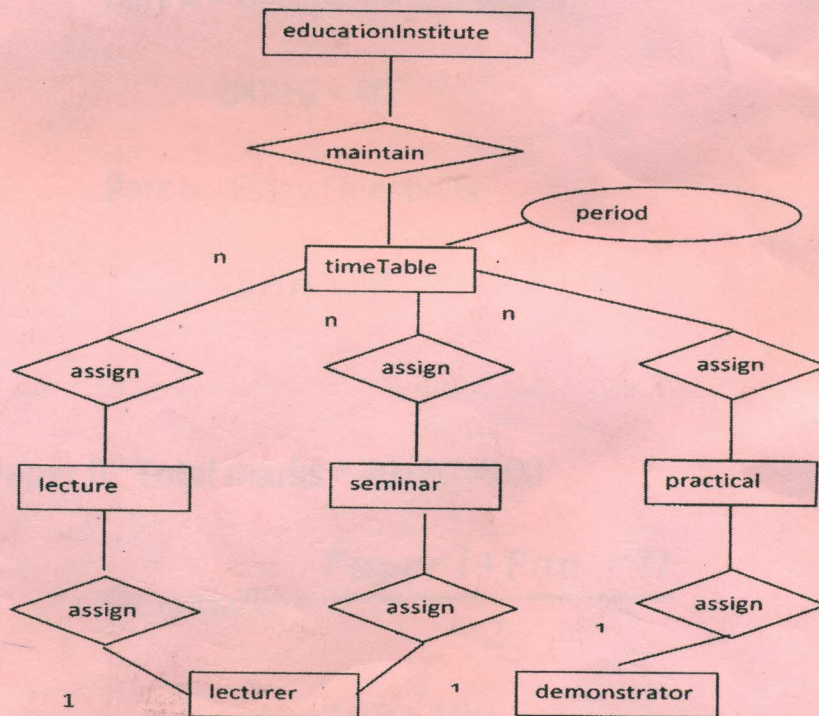 educationInstitute
maintain
period
n
timeTable
n
n
assign
assign
assign
lecture
seminar
practical
assign
assign
assign
1
lecturer
demonstrator
1
1